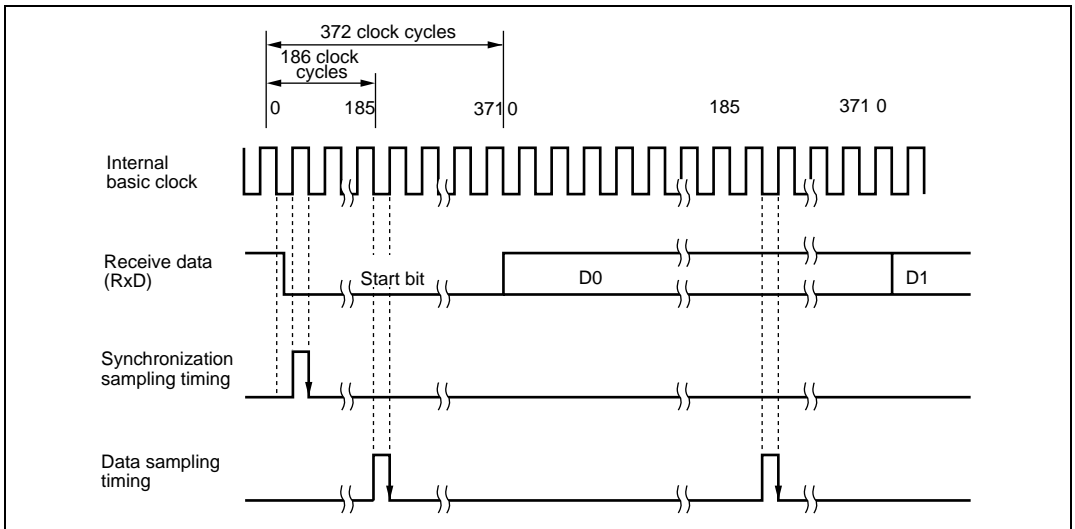 372 clock cycles
186 clock
cycles
0 185 371 0 185 371 0
Internal
basic clock
Receive data
(RxD)
Start bit D0 D1
Synchronization
sampling timing
Data sampling
timing